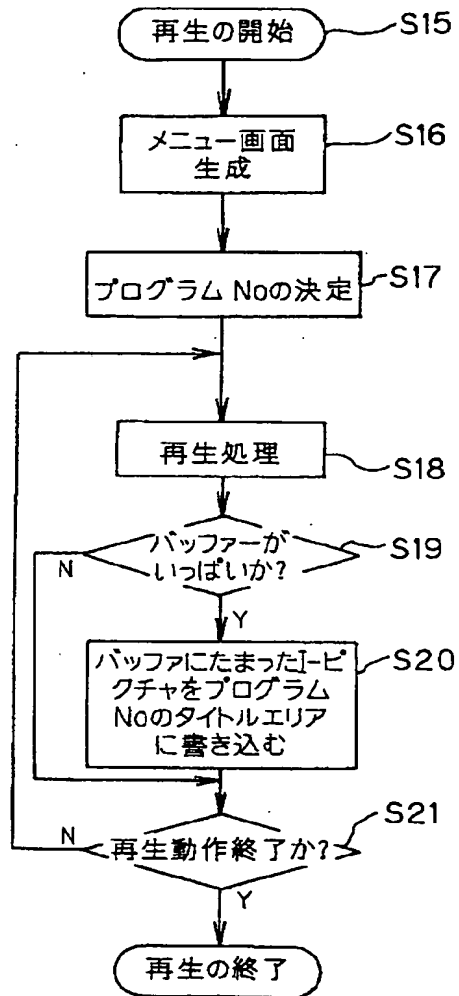 再生の開始
S15
メニュー画面
生成
S16
プログラム Noの決定
S17
再生処理
S18
バッファーが
いっぱいか?
S19
N
Y
バッファにたまったI-ピ
クチャをプログラム
Noのタイトルエリア
に書き込む
S20
再生動作終了か?
S21
N
Y
再生の終了